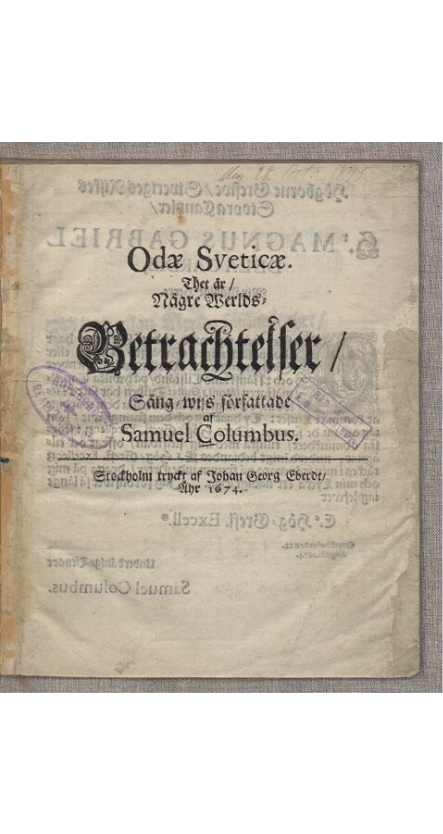 Odæ Sveticæ.
Thet är/
Någre Werlds-
Betrachtelser/
Sång-wijs författade
af
Samuel Columbus.
Stockholm tryckt af Johan Georg Eberdt/
Åhr 1674.